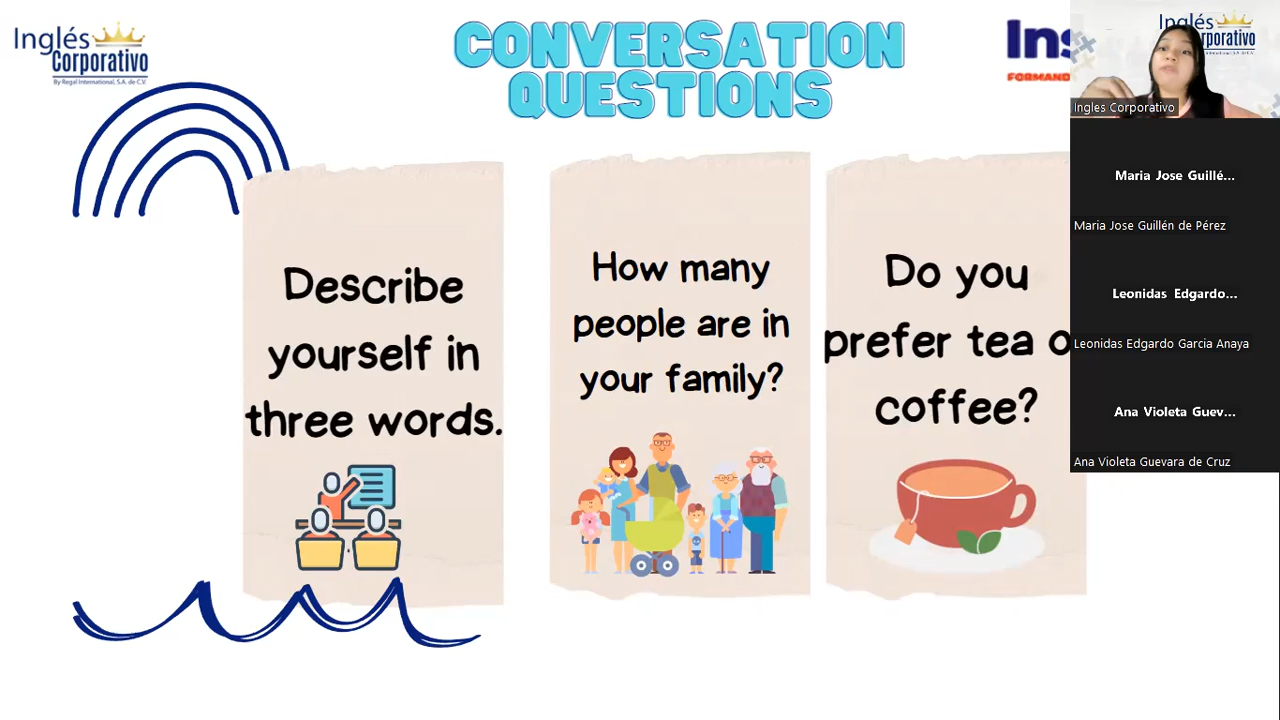 Inglés
Corporativo
By Regal International, S.A. de C.V.
CONVERSATION
QUESTIONS
Describe
yourself in
three words.
How many
people are in
your family?
Do you
prefer tea o
coffee?
Ins
FORMAND
Inglés
Corporativo
Ingles Corporativo
Maria Jose Guillé...
Maria Jose Guillén de Pérez
Leonidas Edgardo...
Leonidas Edgardo Garcia Anaya
Ana Violeta Guev...
Ana Violeta Guevara de Cruz